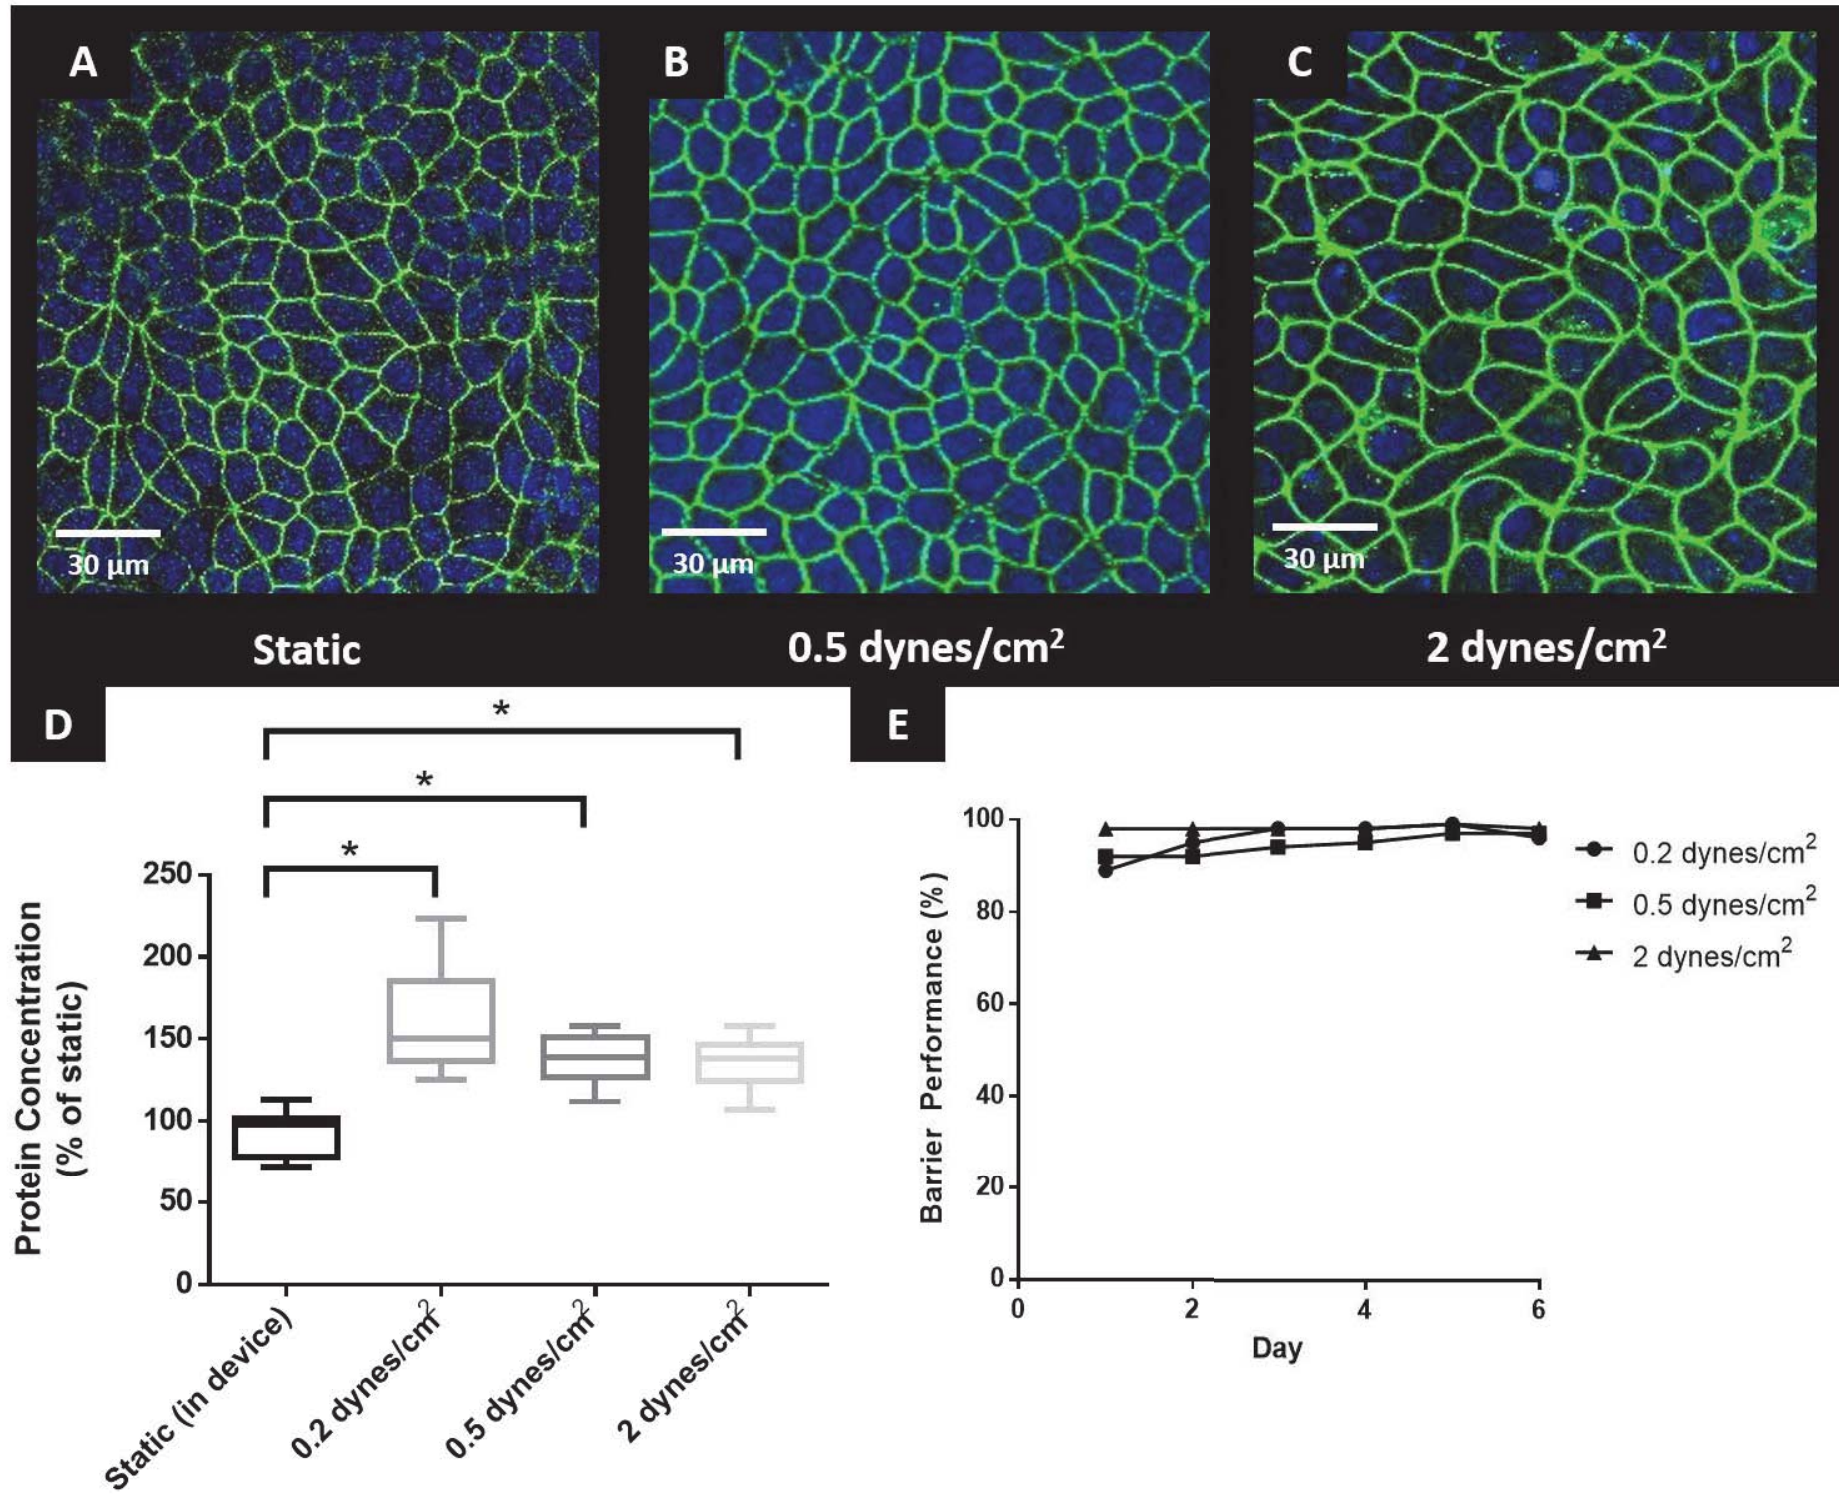 A
B
C
30 µm
30 µm
30 µm
Static
0.5 dynes/cm²
2 dynes/cm²
D
*
*
*
Protein Concentration
(% of static)
250
200
150
100
50
0
Static (in device)
0.2 dynes/cm²
0.5 dynes/cm²
2 dynes/cm²
E
Barrier Performance (%)
100
80
60
40
20
0
0 2 4 6
Day
0.2 dynes/cm²
0.5 dynes/cm²
2 dynes/cm²